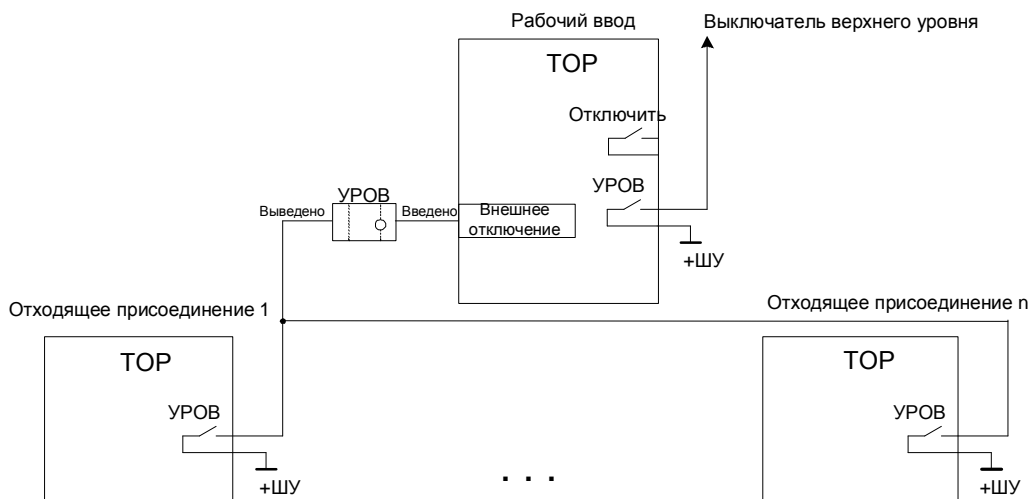 Рабочий ввод
Выключатель верхнего уровня
ТОР
Отключить
УРОВ
УРОВ
Выведено
Введено
Внешнее
отключение
+ШУ
Отходящее присоединение 1
Отходящее присоединение n
ТОР
ТОР
УРОВ
УРОВ
+ШУ
. . .
+ШУ